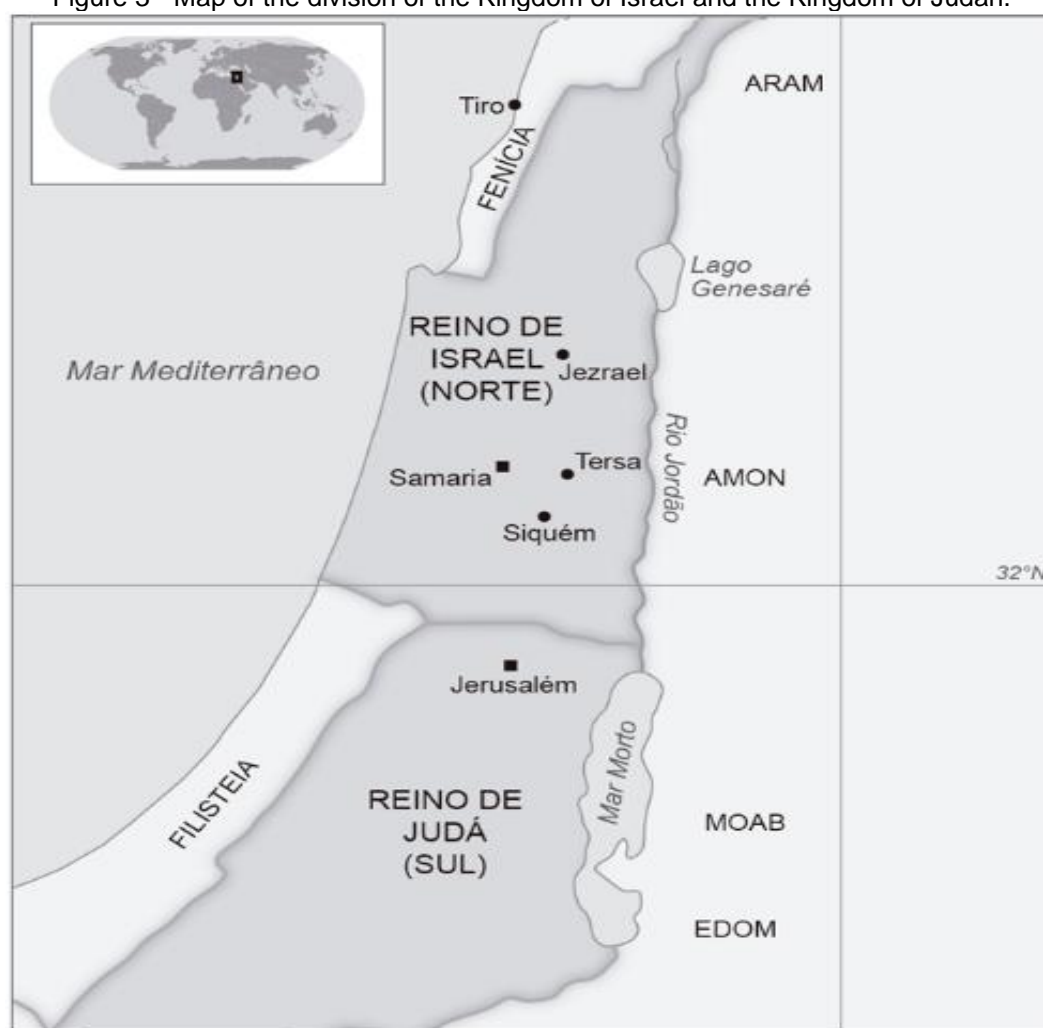 Figure 3 - Map of the division of the Kingdom of Israel and the Kingdom of Judah.
ARAM
Tiro
FENÍCIA
Lago
Genesaré
REINO DE
ISRAEL
(NORTE)
Jezrael
Mar Mediterrâneo
Rio Jordão
Tersa
Samaria
AMON
Siquém
32°N
Jerusalém
Mar Morto
FILISTEIA
REINO DE
JUDÁ
(SUL)
MOAB
EDOM